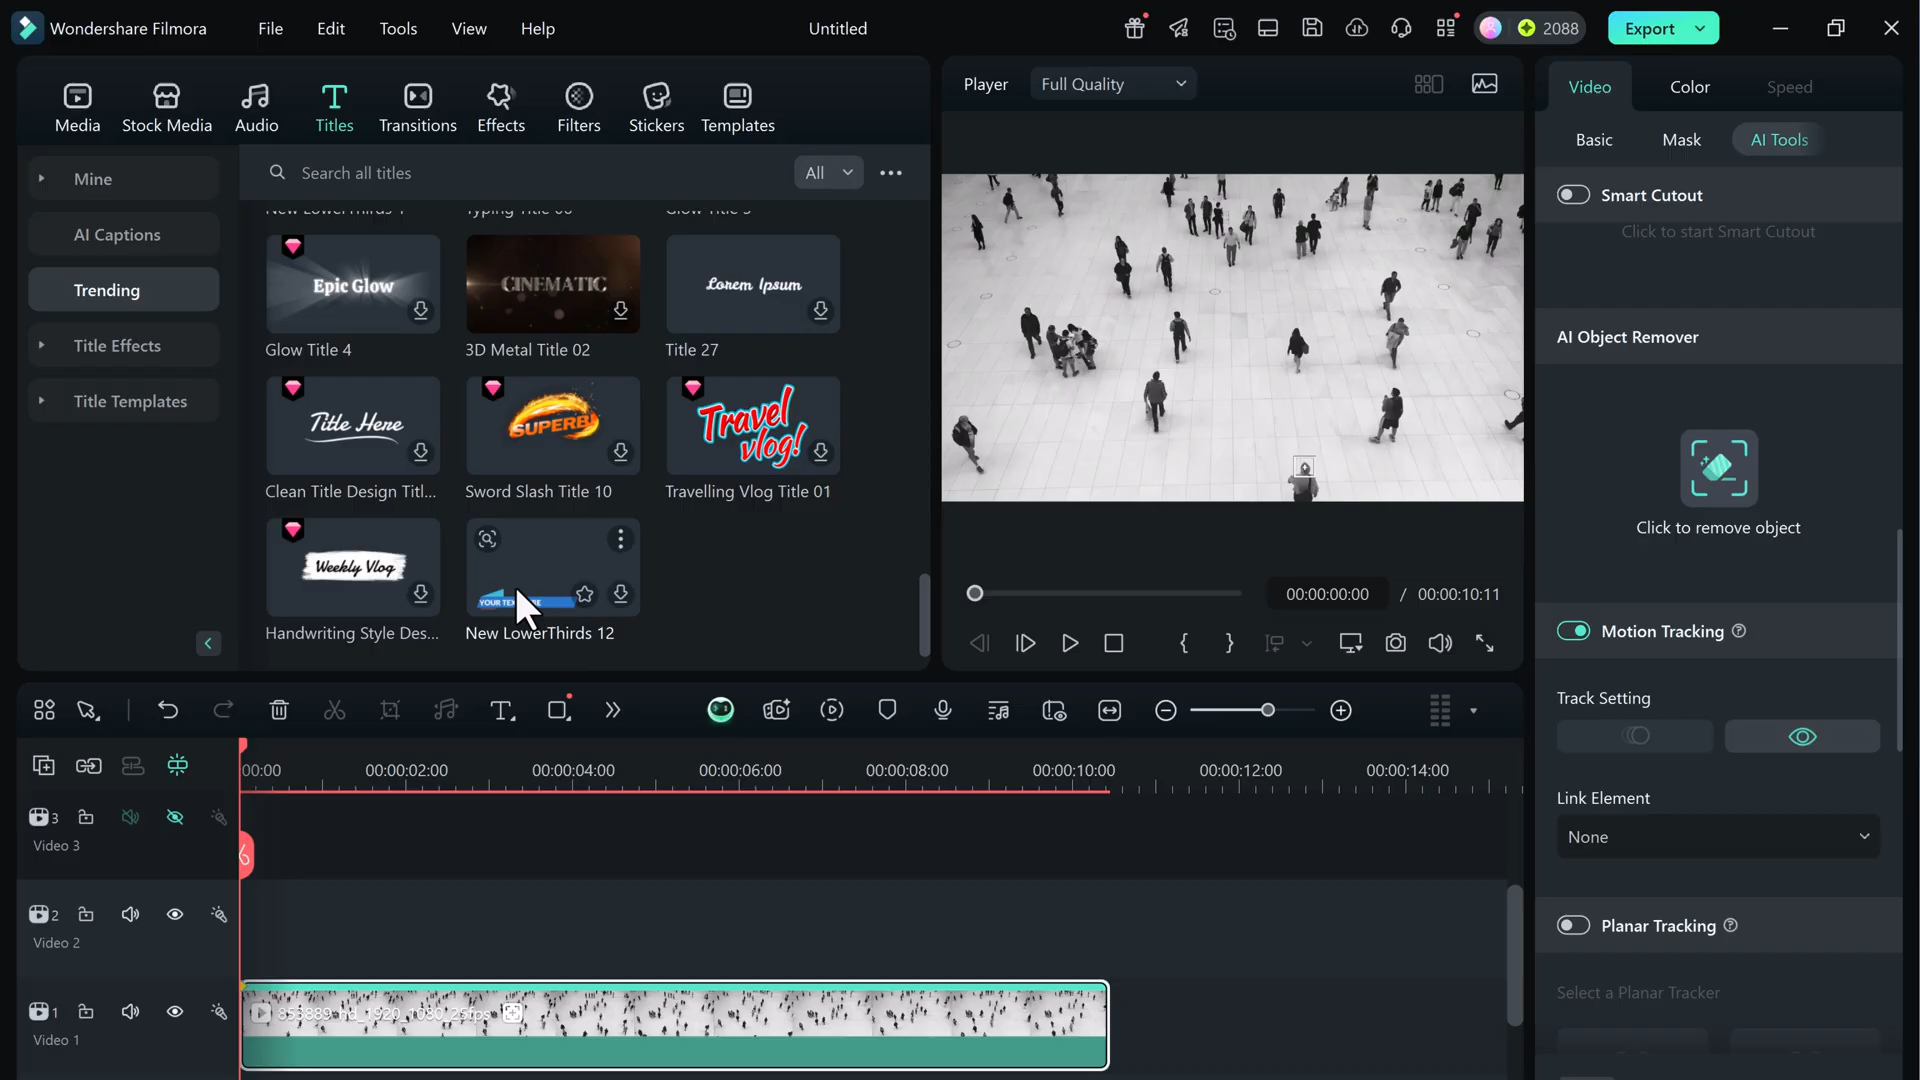 Wondershare Filmora
File
Edit
Tools
View
Help
Untitled
2088
Export
Media
Stock Media
Audio
Titles
Transitions
Effects
Filters
Stickers
Templates
Player
Full Quality
Video
Color
Speed
Basic
Mask
AI Tools
Mine
AI Captions
Trending
Title Effects
Title Templates
Search all titles
All
Epic Glow
CINEMATIC
Lorem Ipsum
Glow Title 4
3D Metal Title 02
Title 27
Title Here
SUPERB!
Travel
vlog!
Clean Title Design Titl...
Sword Slash Title 10
Travelling Vlog Title 01
Weekly Vlog
Handwriting Style Des...
New LowerThirds 12
Smart Cutout
Click to start Smart Cutout
AI Object Remover
Click to remove object
Motion Tracking
Track Setting
Link Element
None
Planar Tracking
Select a Planar Tracker
00:00:00:00
/ 00:00:10:11
00:00
00:00:02:00
00:00:04:00
00:00:06:00
00:00:08:00
00:00:10:00
00:00:12:00
00:00:14:00
3
Video 3
2
Video 2
1
Video 1
853889-hd_1920_1080_25fps